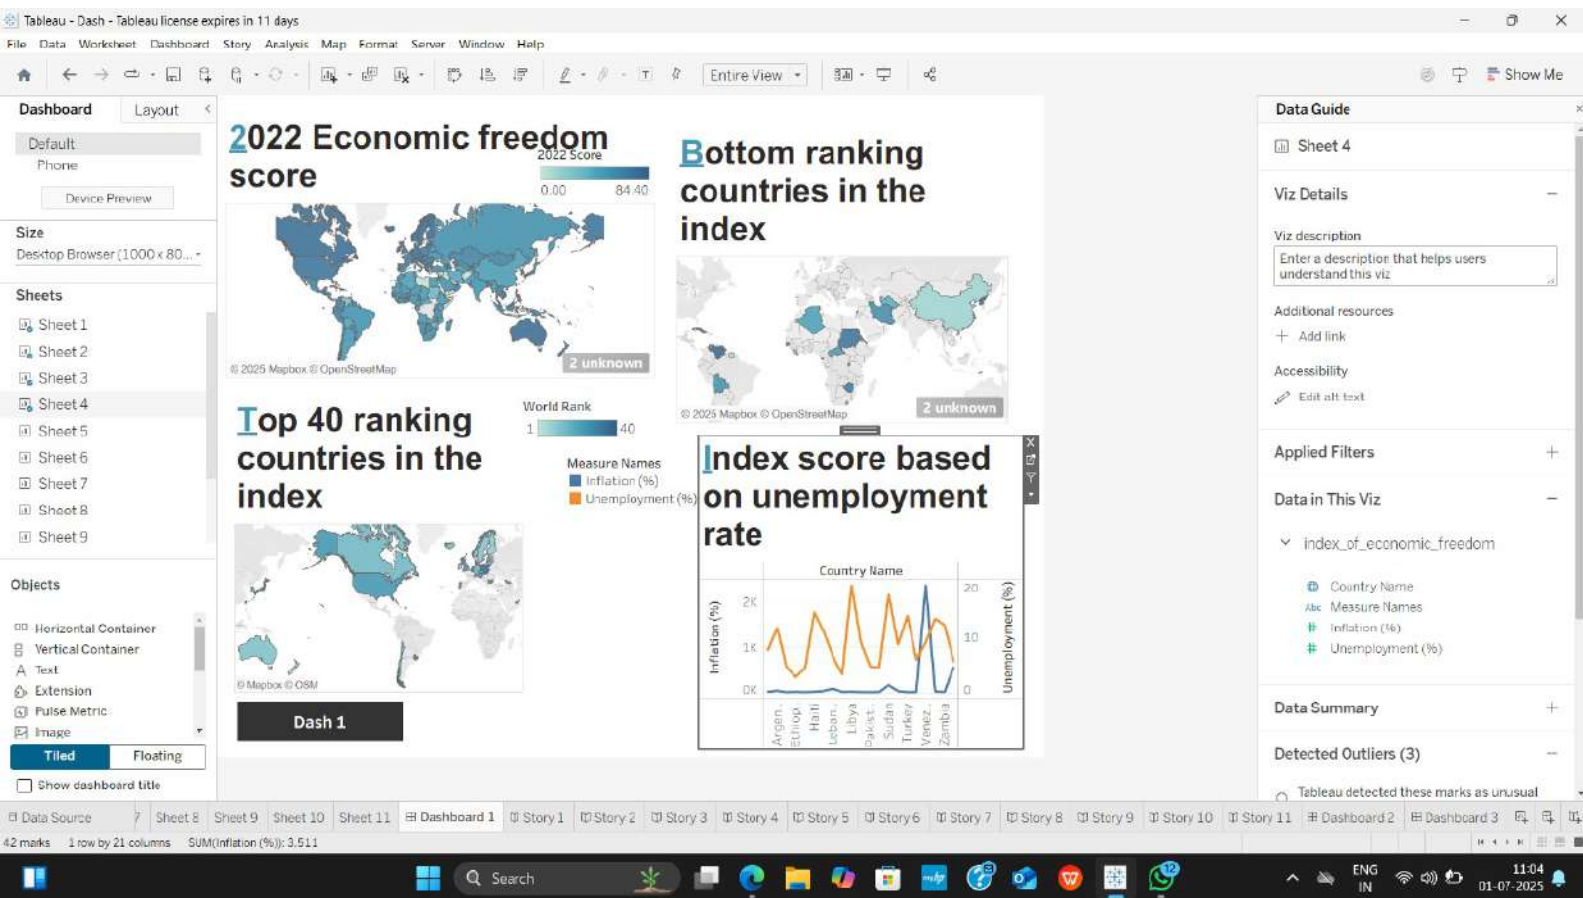 Tableau - Dash - Tableau license expires in 11 days
File Data Worksheet Dashboard Story Analysis Map Format Server Window Help
Entire View
Show Me
Dashboard Layout
Default
Phone
Device Preview
Size
Desktop Browser (1000 x 80...
Sheets
Sheet 1
Sheet 2
Sheet 3
Sheet 4
Sheet 5
Sheet 6
Sheet 7
Sheet 8
Sheet 9
Objects
Horizontal Container
Vertical Container
A Text
Extension
Pulse Metric
Image
Tiled Floating
Show dashboard title
2022 Economic freedom
score
2022 Score
0.00 84.40
© 2025 Mapbox © OpenStreetMap
2 unknown
Bottom ranking
countries in the
index
© 2025 Mapbox © OpenStreetMap
2 unknown
Top 40 ranking
countries in the
index
World Rank
1 40
Measure Names
Inflation (%)
Unemployment (%)
© Mapbox © OSM
Dash 1
Index score based
on unemployment
rate
Country Name
Inflation (%)
2K
1K
0K
20
10
0
Unemployment (%)
Argen..
Ethiop..
Haiti
Leban..
Libya
Pakist..
Sudan
Turkey
Venez..
Zambia
Data Guide
Sheet 4
Viz Details
Viz description
Enter a description that helps users
understand this viz
Additional resources
Add link
Accessibility
Edit alt text
Applied Filters
Data in This Viz
index_of_economic_freedom
Country Name
Abc Measure Names
# Inflation (%)
# Unemployment (%)
Data Summary
Detected Outliers (3)
Tableau detected these marks as unusual
Data Source 7 Sheet 8 Sheet 9 Sheet 10 Sheet 11 Dashboard 1 Story 1 Story 2 Story 3 Story 4 Story 5 Story 6 Story 7 Story 8 Story 9 Story 10 Story 11 Dashboard 2 Dashboard 3
42 marks 1 row by 21 columns SUM(Inflation (%)): 3,511
Search
12
ENG
IN
11:04
01-07-2025